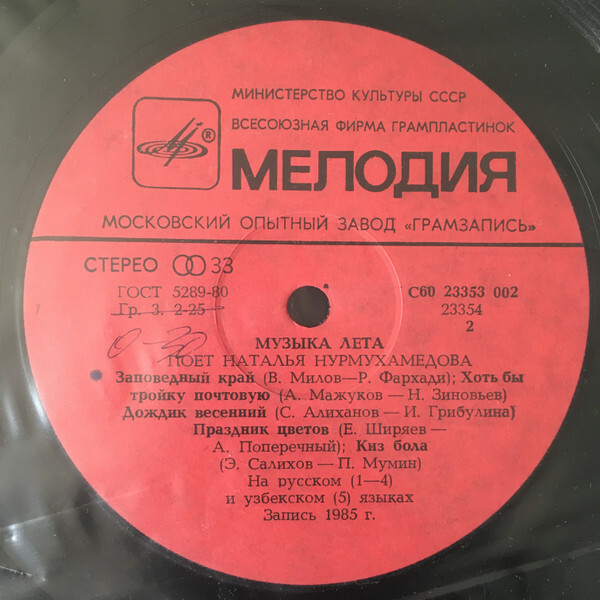 МИНИСТЕРСТВО КУЛЬТУРЫ СССР
ВСЕСОЮЗНАЯ ФИРМА ГРАМПЛАСТИНОК
®
МЕЛОДИЯ
МОСКОВСКИЙ ОПЫТНЫЙ ЗАВОД «ГРАМЗАПИСЬ»
СТЕРЕО 33
ГОСТ 5289-80
С60 23353 002
Гр. 3. 2-25
23354
2
0-30
МУЗЫКА ЛЕТА
ПОЕТ НАТАЛЬЯ НУРМУХАМЕДОВА
Заповедный край (В. Милов—Р. Фархади); Хоть бы
тройку почтовую (А. Мажуков — Н. Зиновьев)
Дождик весенний (С. Алиханов — И. Грибулина)
Праздник цветов (Е. Ширяев —
А. Поперечный); Киз бола
(Э. Салихов — П. Мумин)
На русском (1—4)
и узбекском (5) языках
Запись 1985 г.